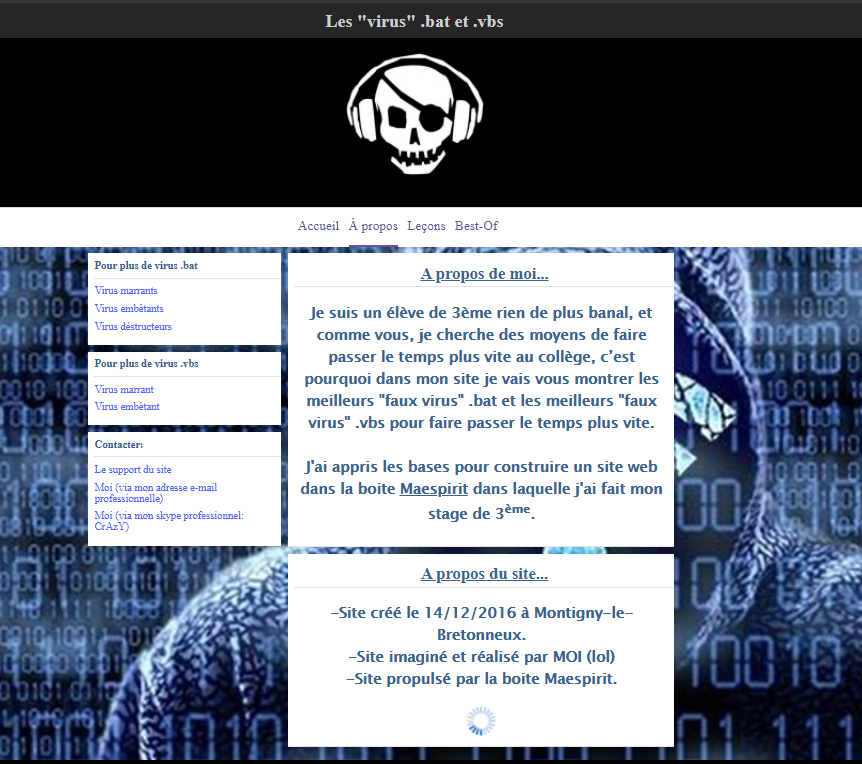 Les "virus" .bat et .vbs
Accueil À propos Leçons Best-Of
Pour plus de virus .bat
Virus marrants
Virus embêtants
Virus déstructeurs
Pour plus de virus .vbs
Virus marrant
Virus embêtant
Contacter:
Le support du site
Moi (via mon adresse e-mail
professionnelle)
Moi (via mon skype professionnel:
CrAzY)
A propos de moi...
Je suis un élève de 3ème rien de plus banal, et
comme vous, je cherche des moyens de faire
passer le temps plus vite au collège, c’est
pourquoi dans mon site je vais vous montrer les
meilleurs "faux virus" .bat et les meilleurs "faux
virus" .vbs pour faire passer le temps plus vite.
J'ai appris les bases pour construire un site web
dans la boite Maespirit dans laquelle j'ai fait mon
stage de 3ème.
A propos du site...
-Site créé le 14/12/2016 à Montigny-le-
Bretonneux.
-Site imaginé et réalisé par MOI (lol)
-Site propulsé par la boite Maespirit.